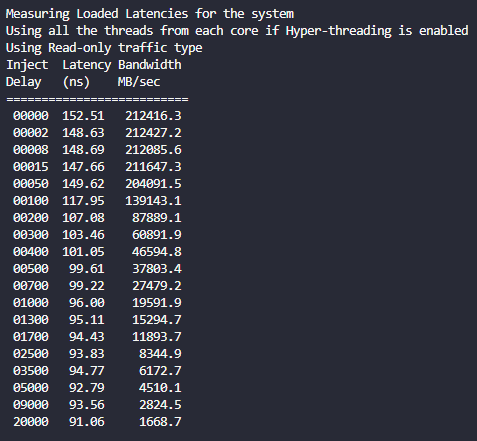 Measuring Loaded Latencies for the system
Using all the threads from each core if Hyper-threading is enabled
Using Read-only traffic type
Inject  Latency Bandwidth
Delay   (ns)    MB/sec
==========================
 00000  152.51   212416.3
 00002  148.63   212427.2
 00008  148.69   212085.6
 00015  147.66   211647.3
 00050  149.62   204091.5
 00100  117.95   139143.1
 00200  107.08    87889.1
 00300  103.46    60891.9
 00400  101.05    46594.8
 00500   99.61    37803.4
 00700   99.22    27479.2
 01000   96.00    19591.9
 01300   95.11    15294.7
 01700   94.43    11893.7
 02500   93.83     8344.9
 03500   94.77     6172.7
 05000   92.79     4510.1
 09000   93.56     2824.5
 20000   91.06     1668.7